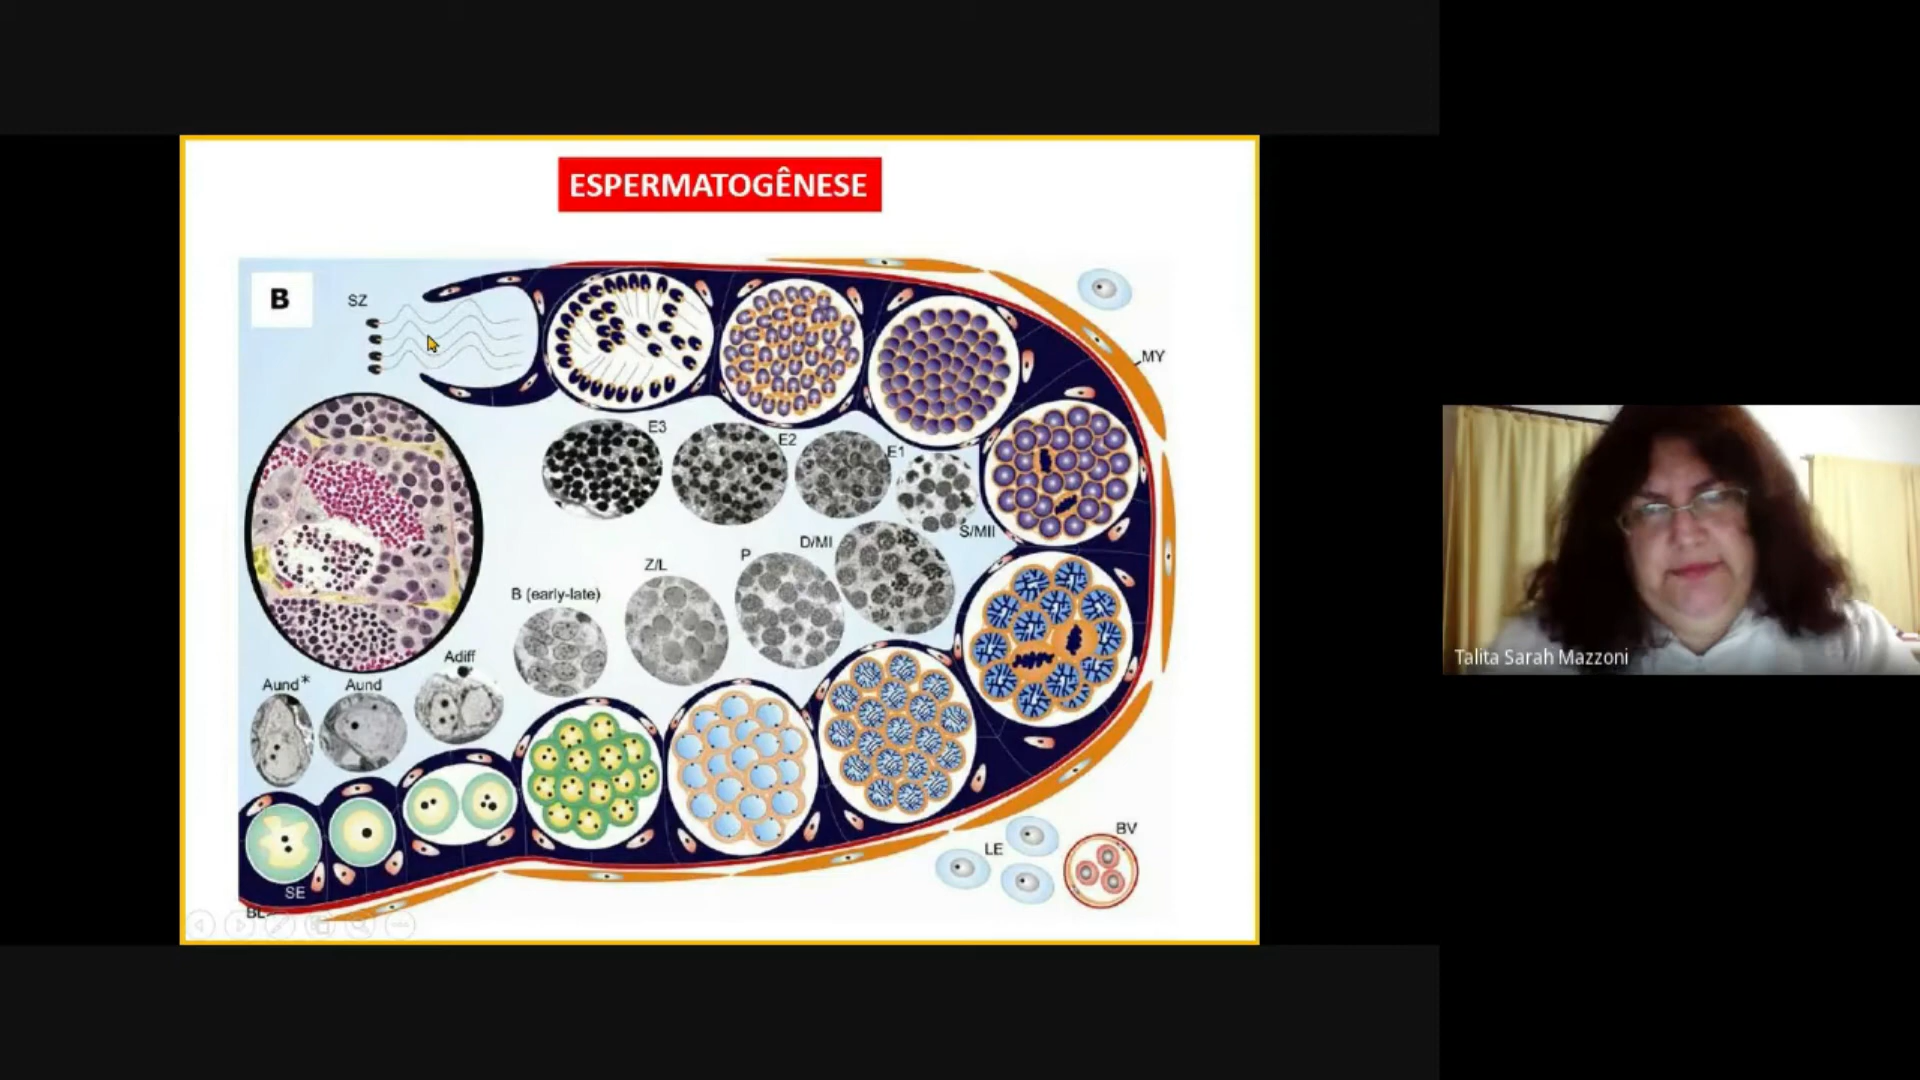 ESPERMATOGÊNESE
B
SZ
MY
E3
E2
E1
S/MII
D/MI
P
Z/L
B (early-late)
Adiff
Aund*
Aund
SE
BL
LE
BV
Talita Sarah Mazzoni